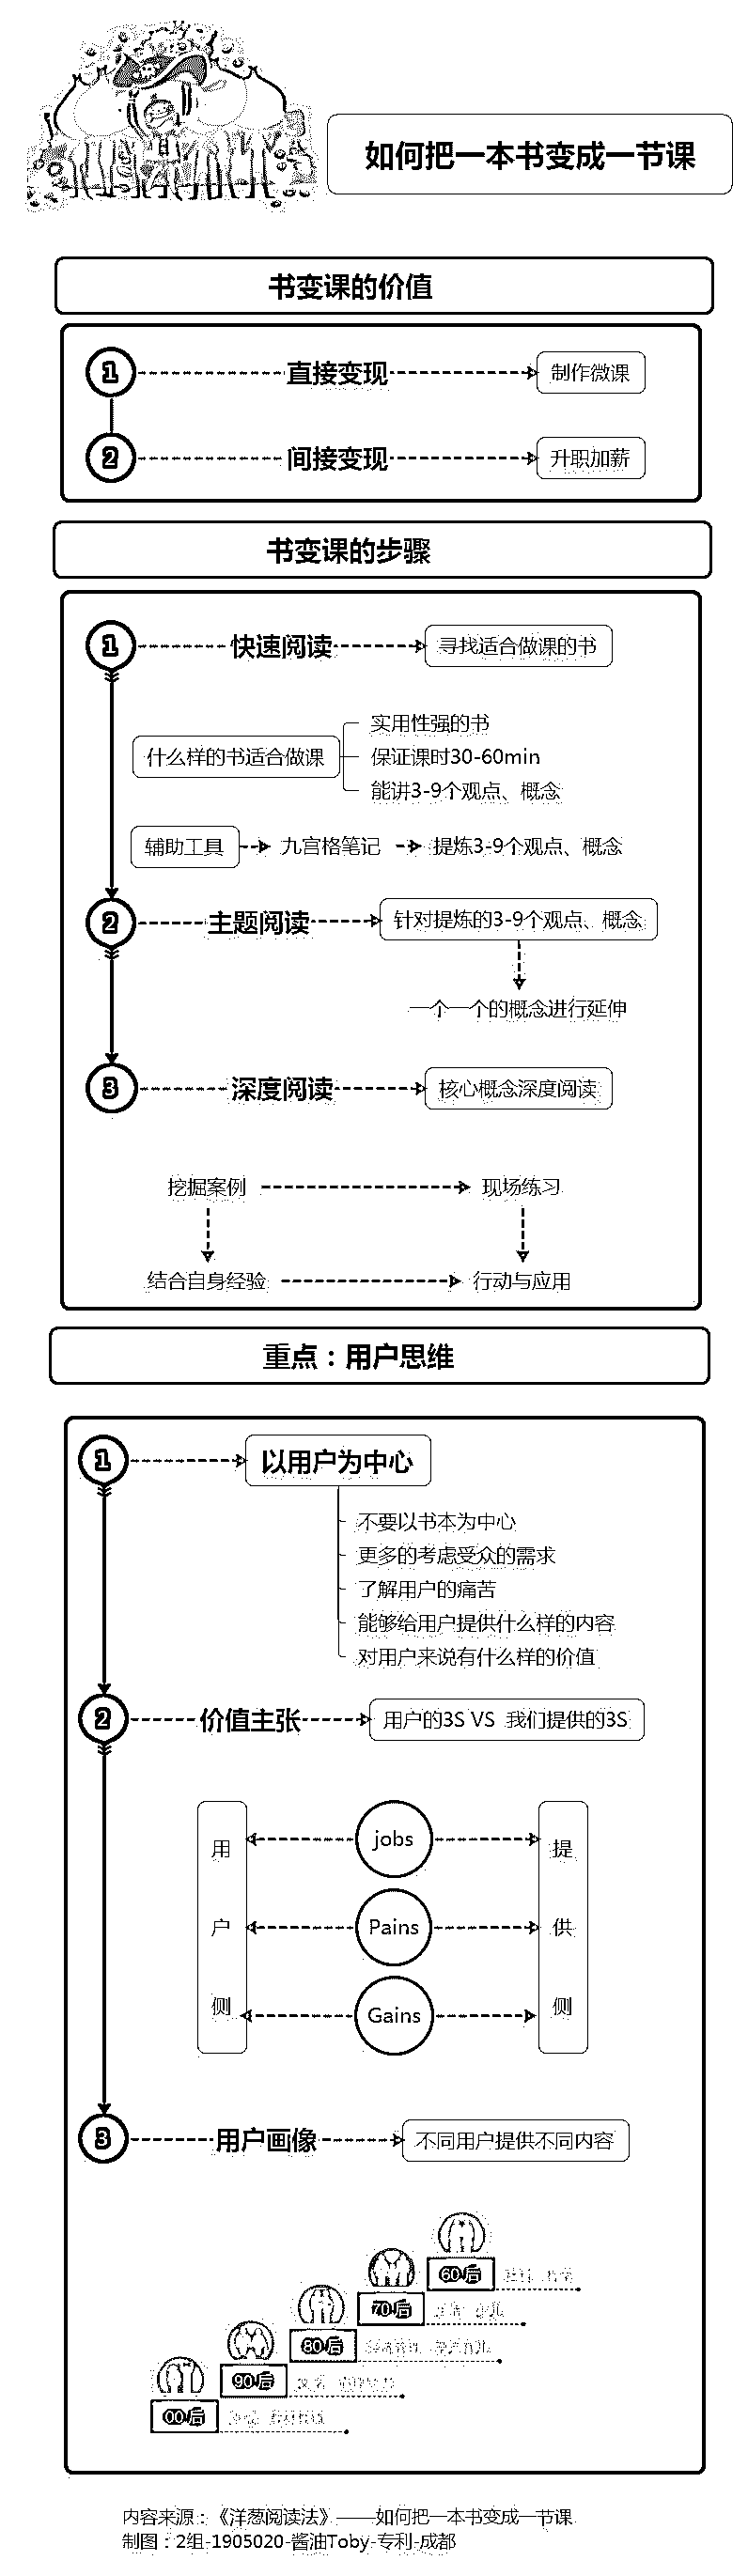 如何把一本书变成一节课
书变课的价值
1 直接变现 制作微课
2 间接变现 升职加薪
书变课的步骤
1 快速阅读 寻找适合做课的书
实用性强的书
什么样的书适合做课 保证课时30-60min
能讲3-9个观点、概念
辅助工具 九宫格笔记 提炼3-9个观点、概念
2 主题阅读 针对提炼的3-9个观点、概念
一个一个的概念进行延伸
3 深度阅读 核心概念深度阅读
挖掘案例 现场练习
结合自身经验 行动与应用
重点：用户思维
1 以用户为中心
不要以书本为中心
更多的考虑受众的需求
了解用户的痛苦
能够给用户提供什么样的内容
对用户来说有什么样的价值
2 价值主张 用户的3S VS 我们提供的3S
用户侧 jobs 提供侧
Pains
Gains
3 用户画像 不同用户提供不同内容
60后
70后
80后
90后
00后
内容来源：《洋葱阅读法》——如何把一本书变成一节课
制图：2组-1905020-酱油Toby-专利-成都